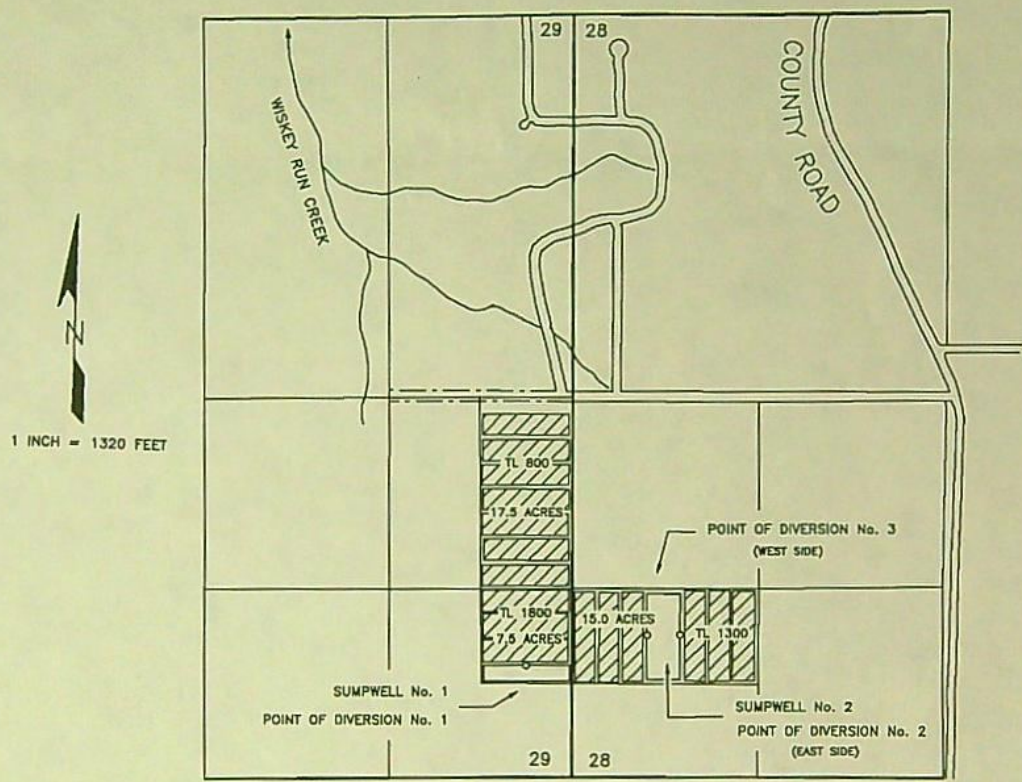 29 28
COUNTY ROAD
WISKEY RUN CREEK
N
1 INCH = 1320 FEET
TL 800
17.5 ACRES
POINT OF DIVERSION No. 3
(WEST SIDE)
TL 1800
7.5 ACRES
15.0 ACRES
TL 1300
SUMPWELL No. 1
POINT OF DIVERSION No. 1
SUMPWELL No. 2
POINT OF DIVERSION No. 2
(EAST SIDE)
29 28